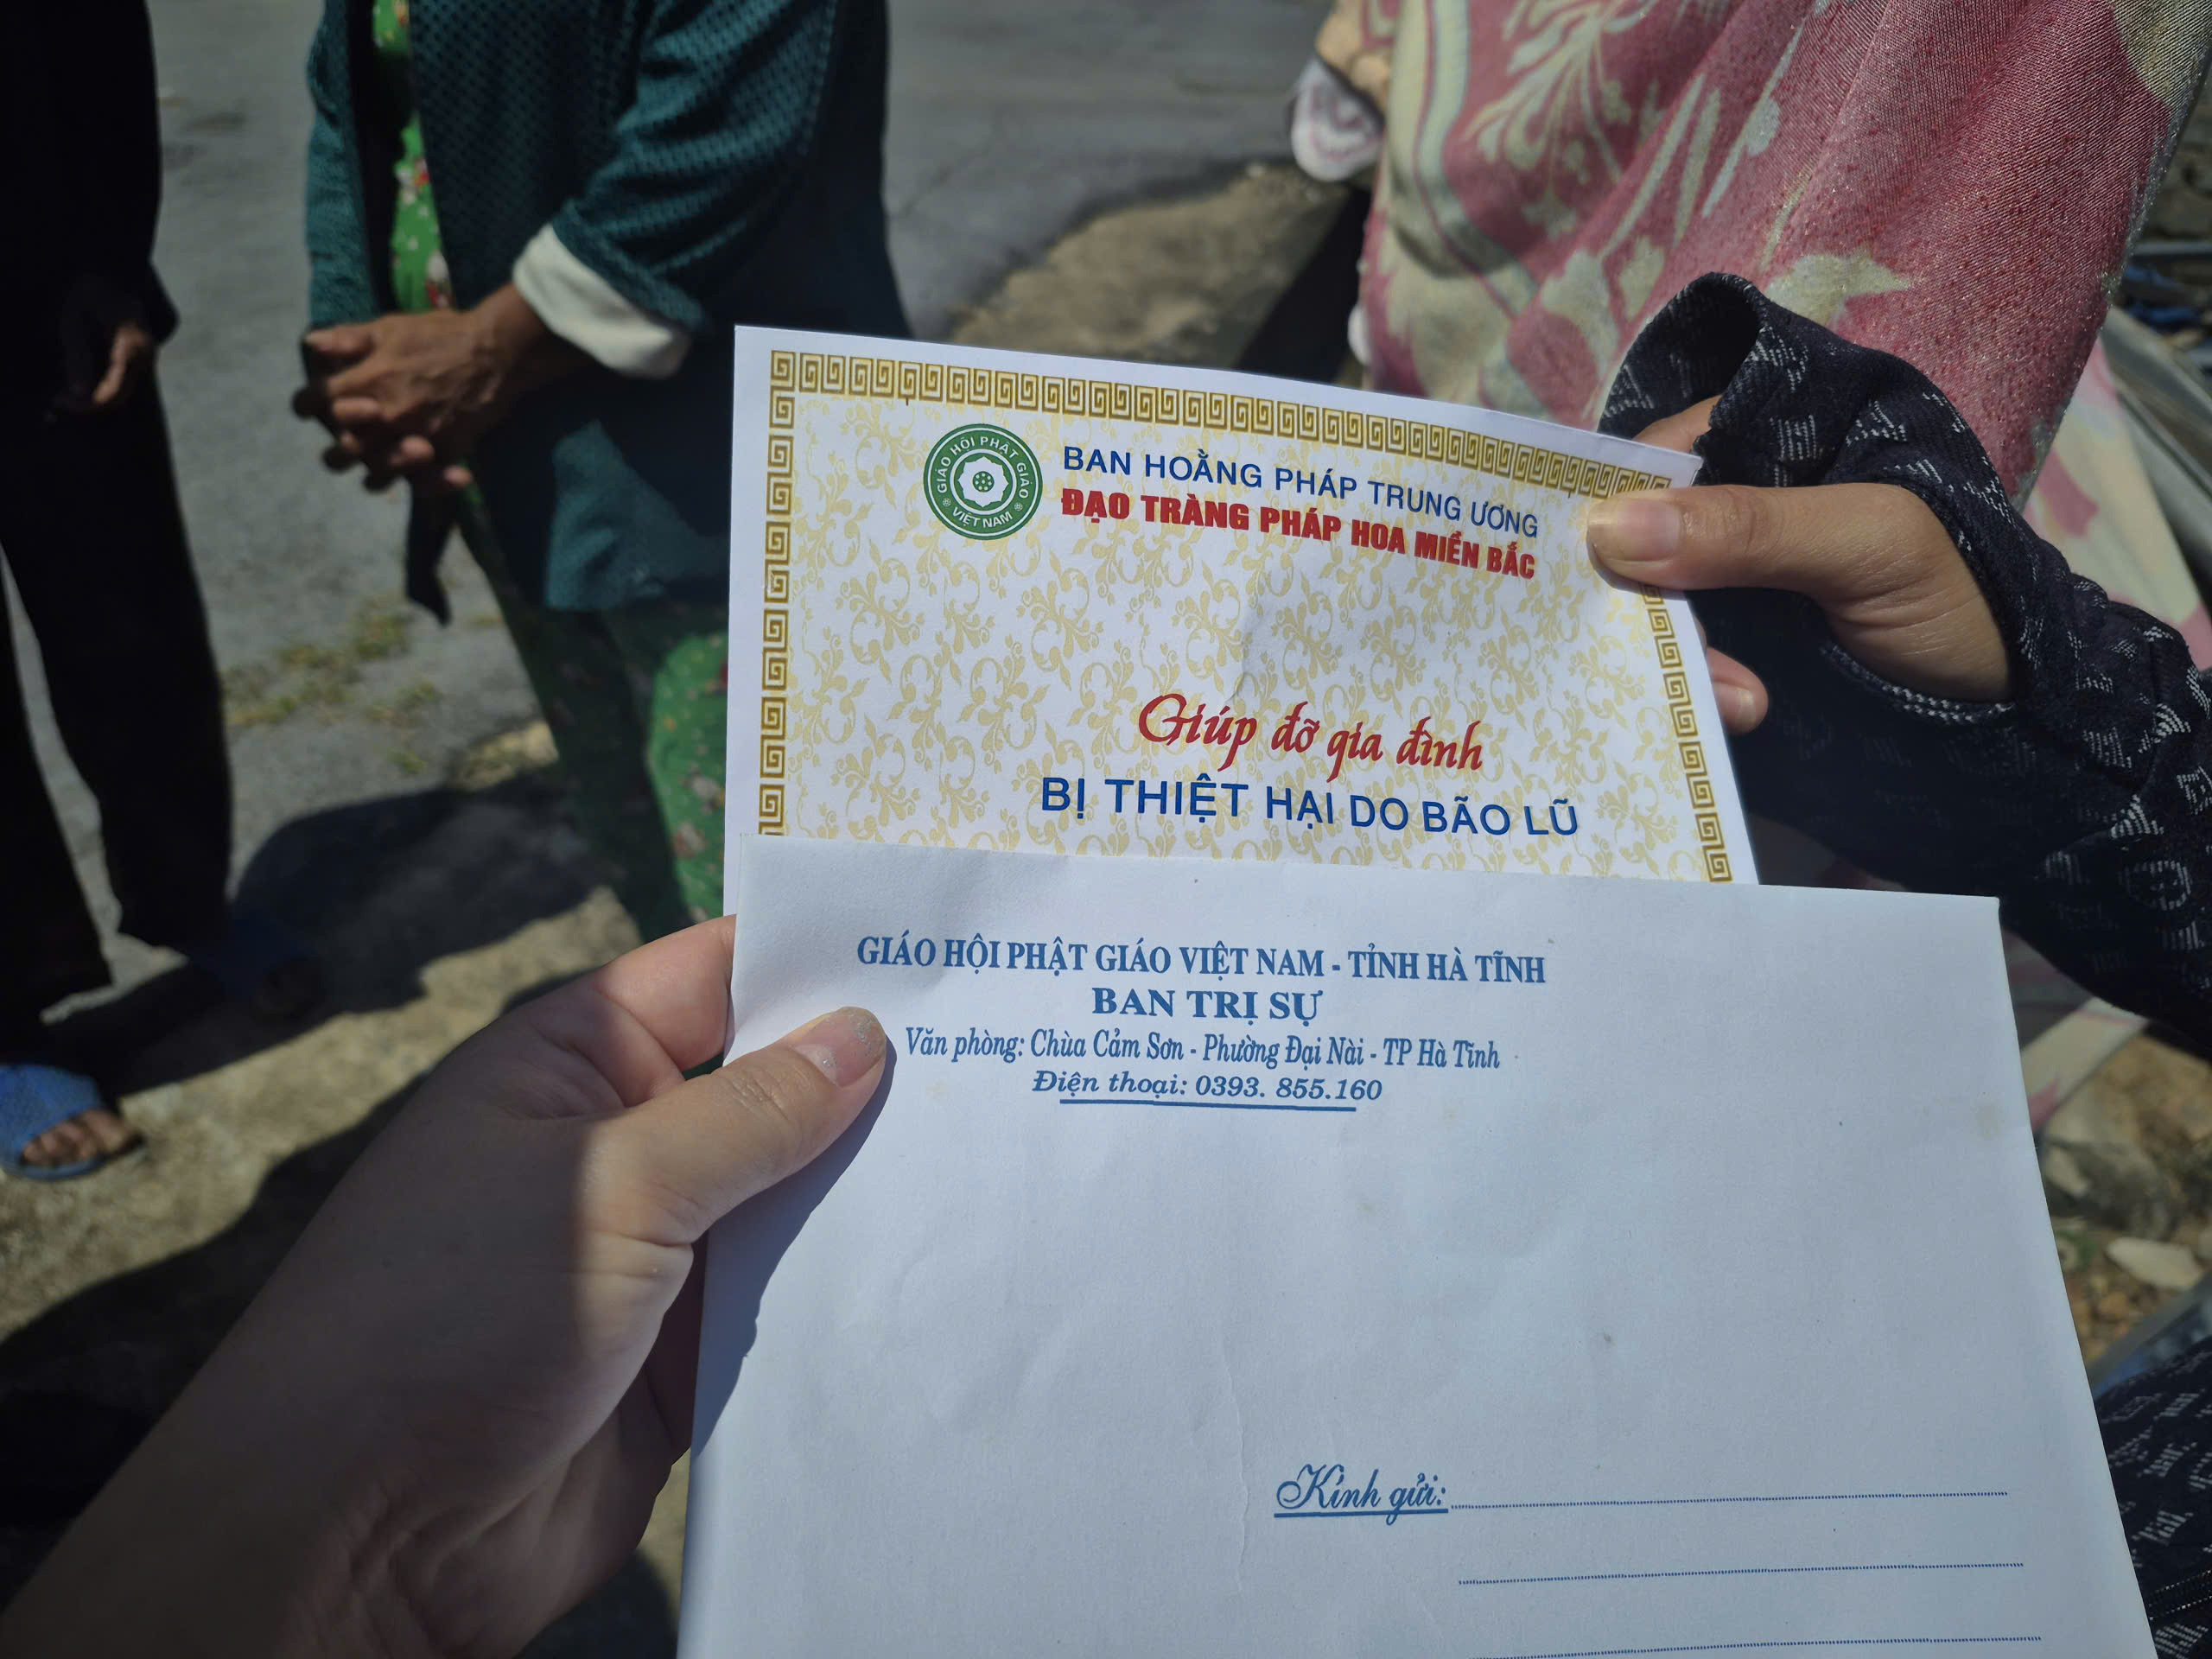 GIÁO HỘI PHẬT GIÁO
VIỆT NAM
BAN HOẰNG PHÁP TRUNG ƯƠNG
ĐẠO TRÀNG PHÁP HOA MIỀN BẮC
Giúp đỡ gia đình
BỊ THIỆT HẠI DO BÃO LŨ
GIÁO HỘI PHẬT GIÁO VIỆT NAM - TỈNH HÀ TĨNH
BAN TRỊ SỰ
Văn phòng: Chùa Cảm Sơn - Phường Đại Nài - TP Hà Tĩnh
Điện thoại: 0393. 855.160
Kính gửi: